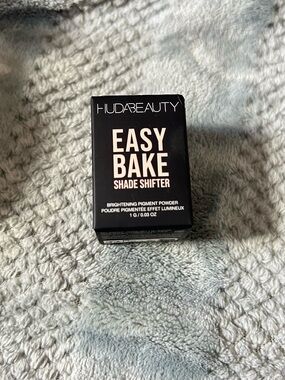 HUDABEAUTY
EASY
BAKE
SHADE SHIFTER
BRIGHTENING PIGMENT POWDER
POUDRE PIGMENTÉE EFFET LUMINEUX
1 G / 0.03 OZ